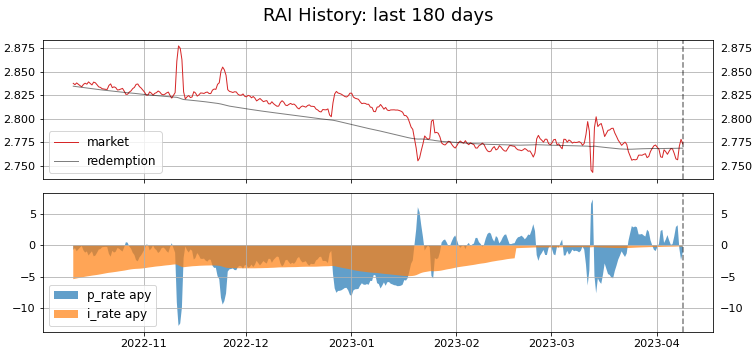 RAI History: last 180 days
2.875 2.875
2.850 2.850
2.825 2.825
2.800 2.800
2.775 2.775
2.750 2.750
market
redemption
5 5
0 0
−5 −5
−10 −10
p_rate apy
i_rate apy
2022-11 2022-12 2023-01 2023-02 2023-03 2023-04